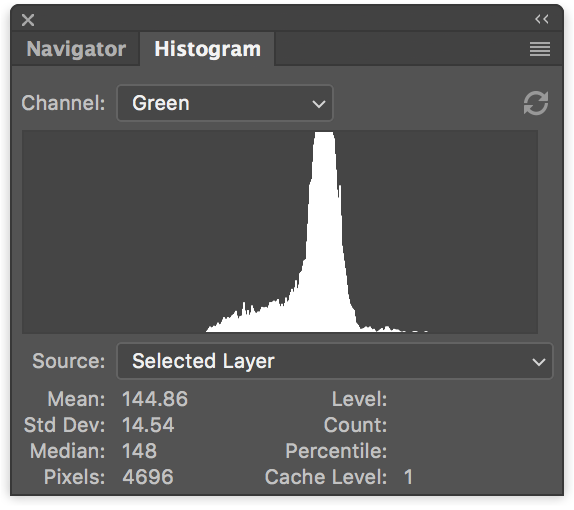 Navigator Histogram
Channel: Green
Source: Selected Layer
Mean: 144.86 Level:
Std Dev: 14.54 Count:
Median: 148 Percentile:
Pixels: 4696 Cache Level: 1